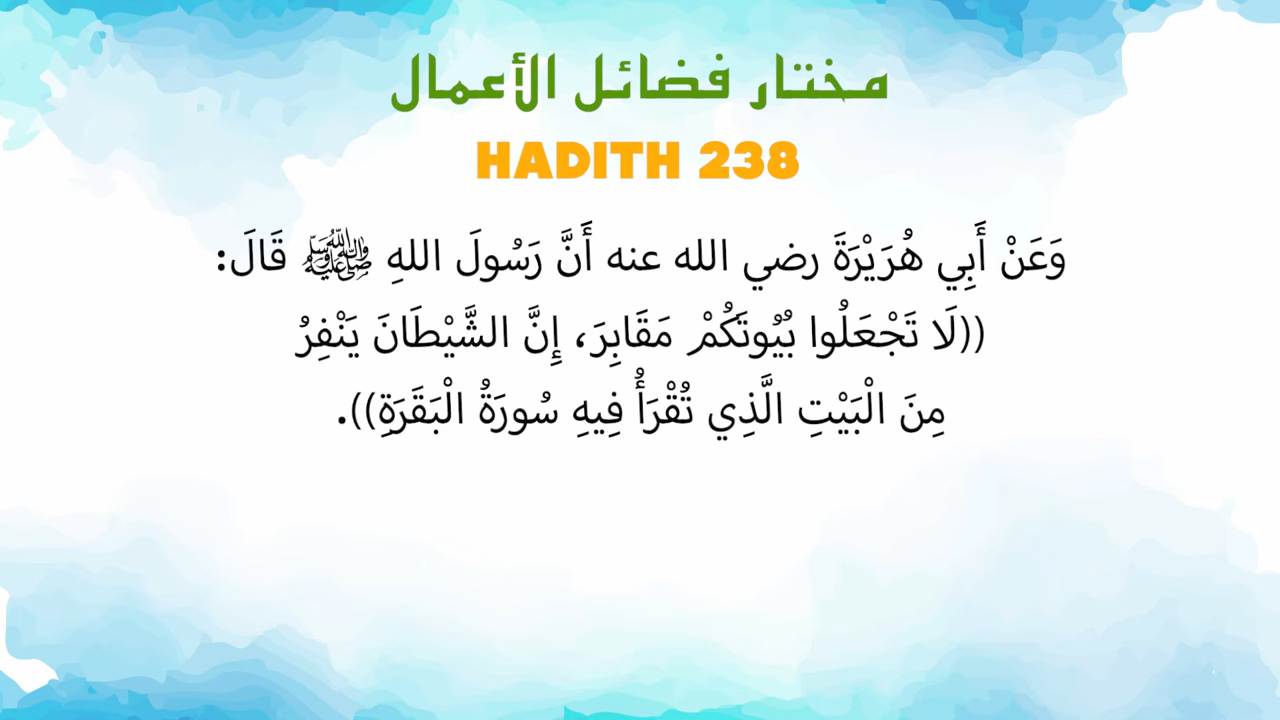 مختار فضائل الأعمال
HADITH 238
وَعَنْ أَبِي هُرَيْرَةَ رضي الله عنه أَنَّ رَسُولَ اللهِ ﷺ قَالَ:
((لَا تَجْعَلُوا بُيُوتَكُمْ مَقَابِرَ، إِنَّ الشَّيْطَانَ يَنْفِرُ
مِنَ الْبَيْتِ الَّذِي تُقْرَأُ فِيهِ سُورَةُ الْبَقَرَةِ)).